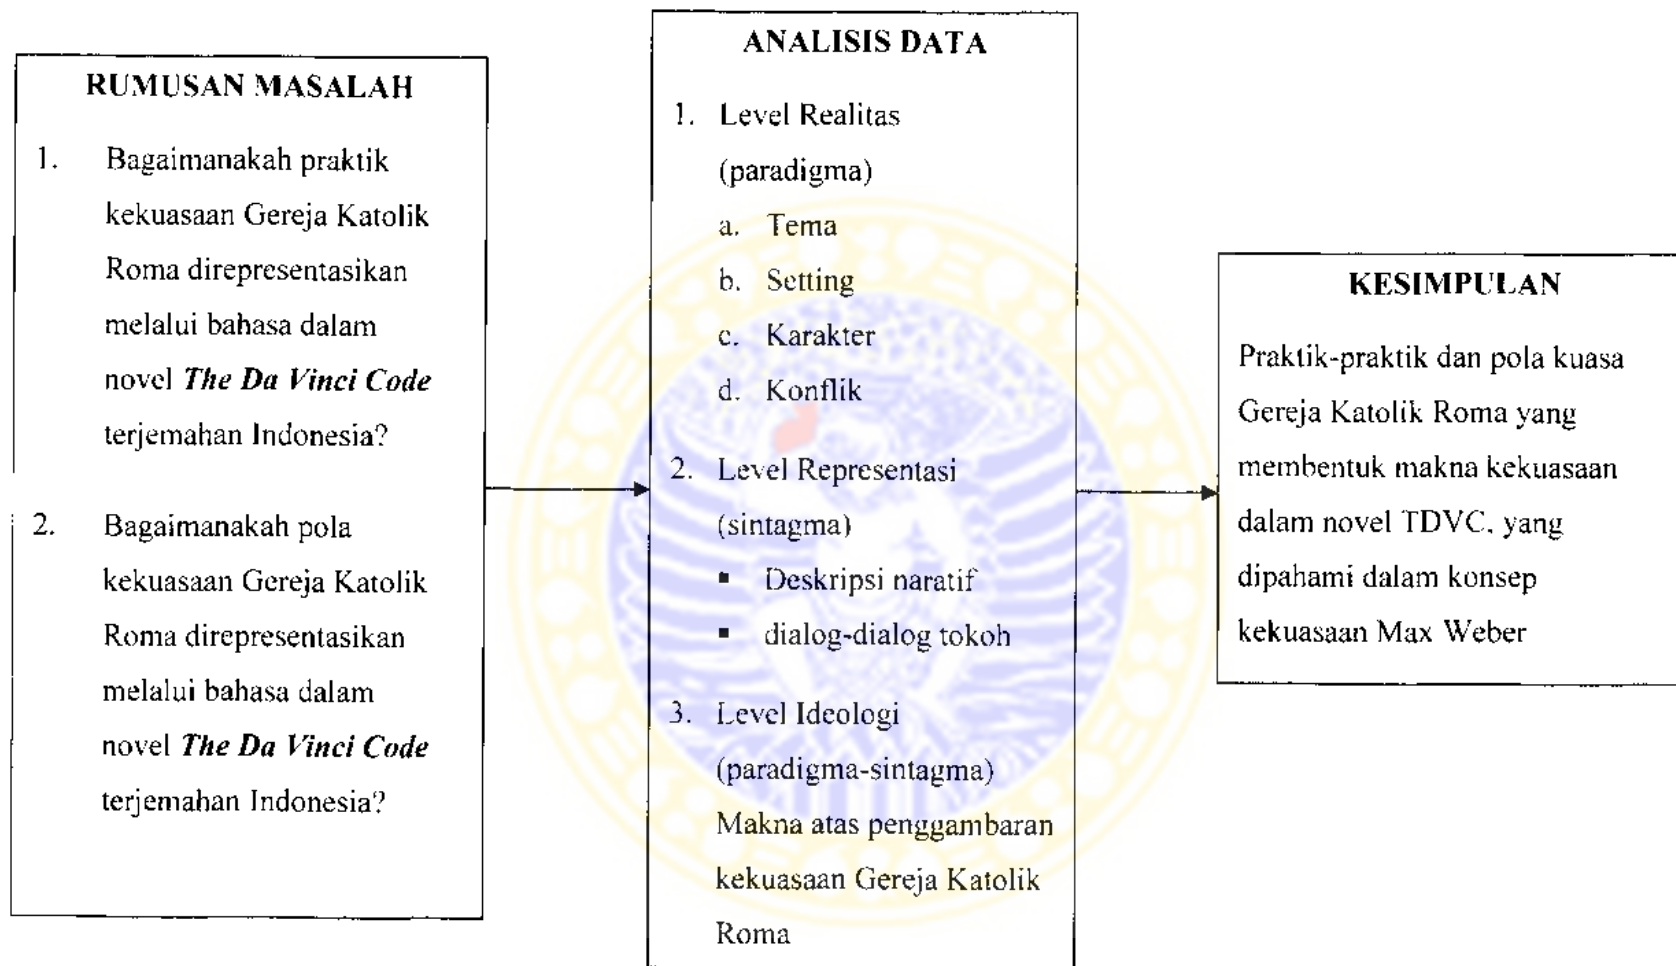 RUMUSAN MASALAH
1. Bagaimanakah praktik
kekuasaan Gereja Katolik
Roma direpresentasikan
melalui bahasa dalam
novel The Da Vinci Code
terjemahan Indonesia?
2. Bagaimanakah pola
kekuasaan Gereja Katolik
Roma direpresentasikan
melalui bahasa dalam
novel The Da Vinci Code
terjemahan Indonesia?
ANALISIS DATA
1. Level Realitas
(paradigma)
a. Tema
b. Setting
c. Karakter
d. Konflik
2. Level Representasi
(sintagma)
▪ Deskripsi naratif
▪ dialog-dialog tokoh
3. Level Ideologi
(paradigma-sintagma)
Makna atas penggambaran
kekuasaan Gereja Katolik
Roma
KESIMPULAN
Praktik-praktik dan pola kuasa
Gereja Katolik Roma yang
membentuk makna kekuasaan
dalam novel TDVC, yang
dipahami dalam konsep
kekuasaan Max Weber